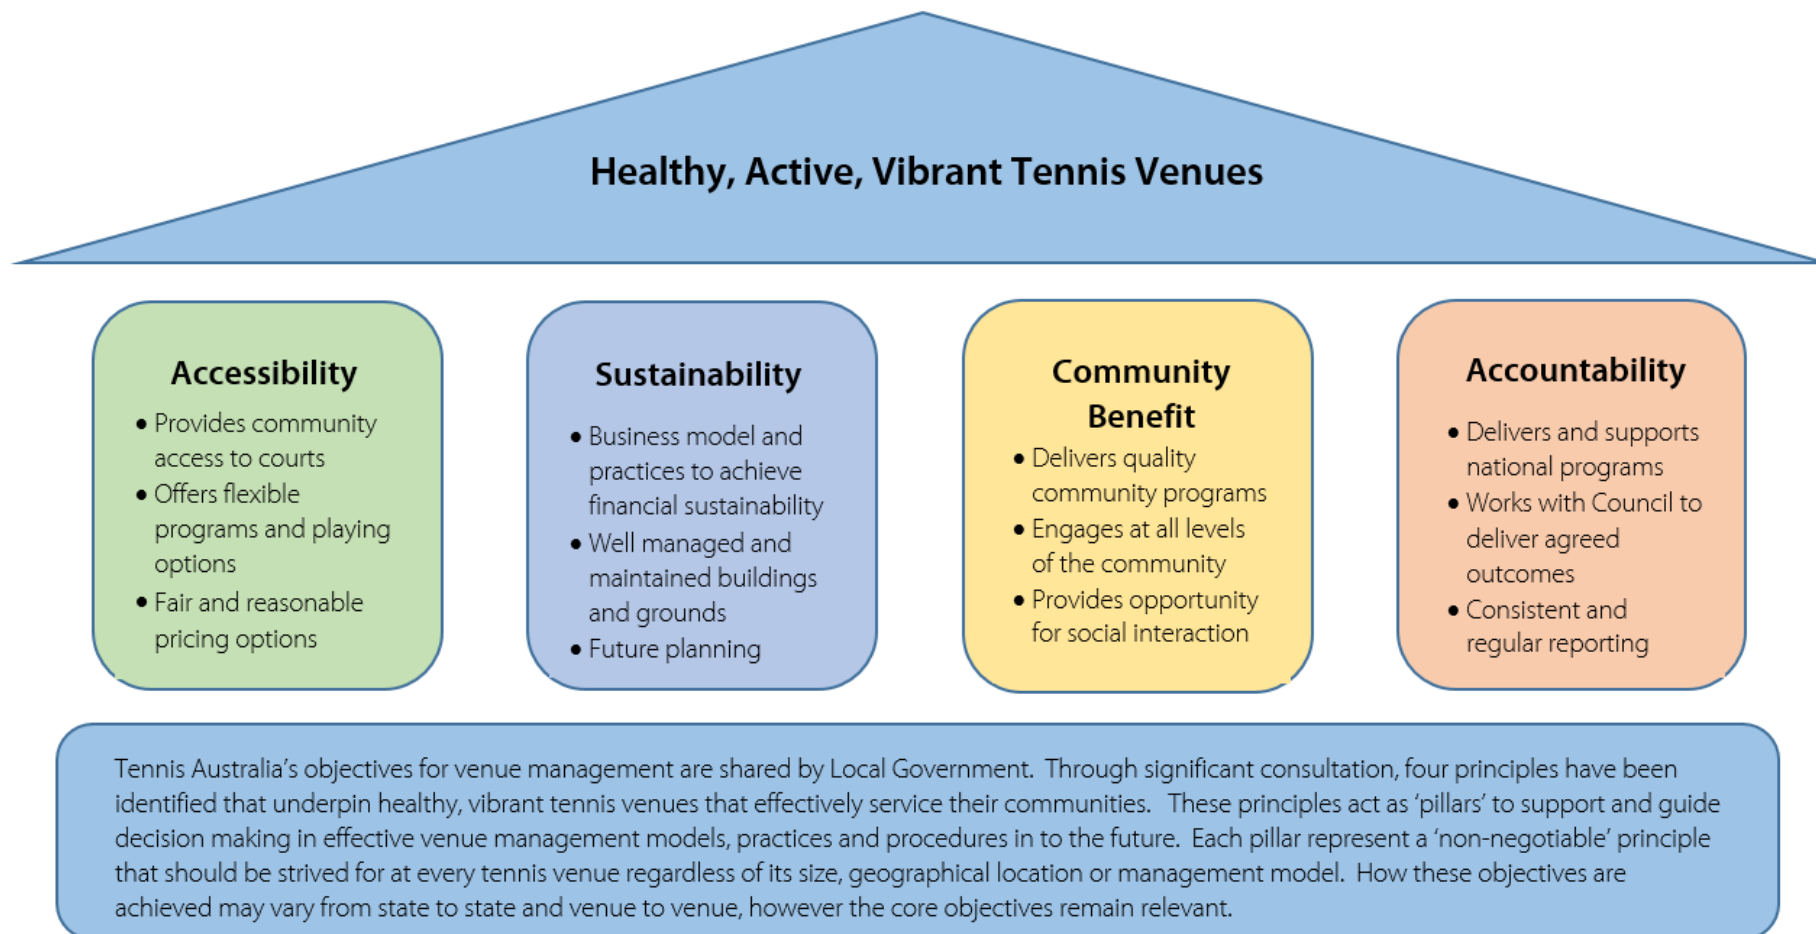 Healthy, Active, Vibrant Tennis Venues
Accessibility
• Provides community
access to courts
• Offers flexible
programs and playing
options
• Fair and reasonable
pricing options
Sustainability
• Business model and
practices to achieve
financial sustainability
• Well managed and
maintained buildings
and grounds
• Future planning
Community
Benefit
• Delivers quality
community programs
• Engages at all levels
of the community
• Provides opportunity
for social interaction
Accountability
• Delivers and supports
national programs
• Works with Council to
deliver agreed
outcomes
• Consistent and
regular reporting
Tennis Australia’s objectives for venue management are shared by Local Government.  Through significant consultation, four principles have been
identified that underpin healthy, vibrant tennis venues that effectively service their communities.   These principles act as ‘pillars’ to support and guide
decision making in effective venue management models, practices and procedures in to the future.  Each pillar represent a ‘non-negotiable’ principle
that should be strived for at every tennis venue regardless of its size, geographical location or management model.  How these objectives are
achieved may vary from state to state and venue to venue, however the core objectives remain relevant.